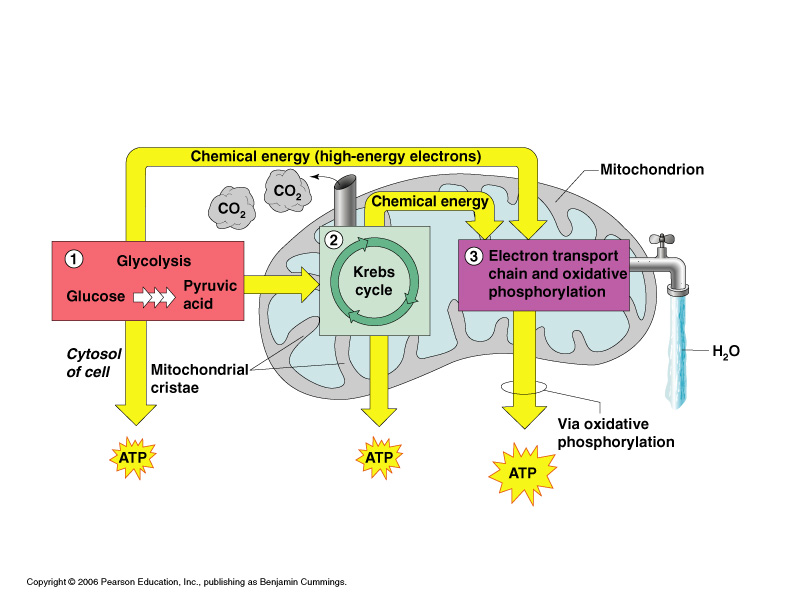 Chemical energy (high-energy electrons)
Mitochondrion
CO2
CO2
Chemical energy
1 Glycolysis
Glucose
Pyruvic
acid
2
Krebs
cycle
3 Electron transport
chain and oxidative
phosphorylation
H2O
Cytosol
of cell
Mitochondrial
cristae
Via oxidative
phosphorylation
ATP
ATP
ATP
Copyright © 2006 Pearson Education, Inc., publishing as Benjamin Cummings.